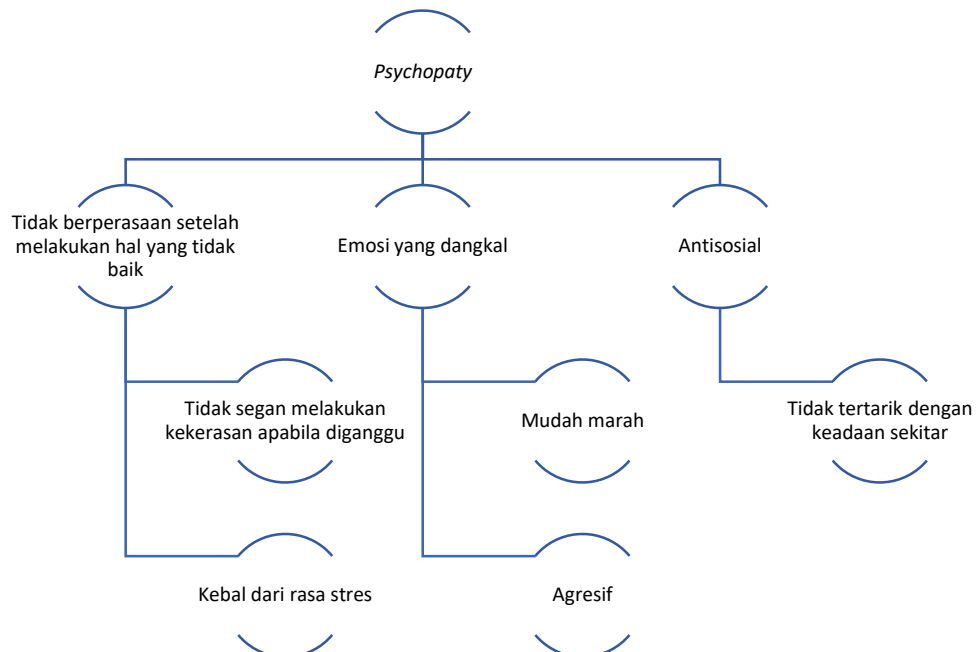 Psychopaty
Tidak berperasaan setelah
melakukan hal yang tidak
baik
Emosi yang dangkal
Antisosial
Tidak segan melakukan
kekerasan apabila diganggu
Mudah marah
Tidak tertarik dengan
keadaan sekitar
Kebal dari rasa stres
Agresif